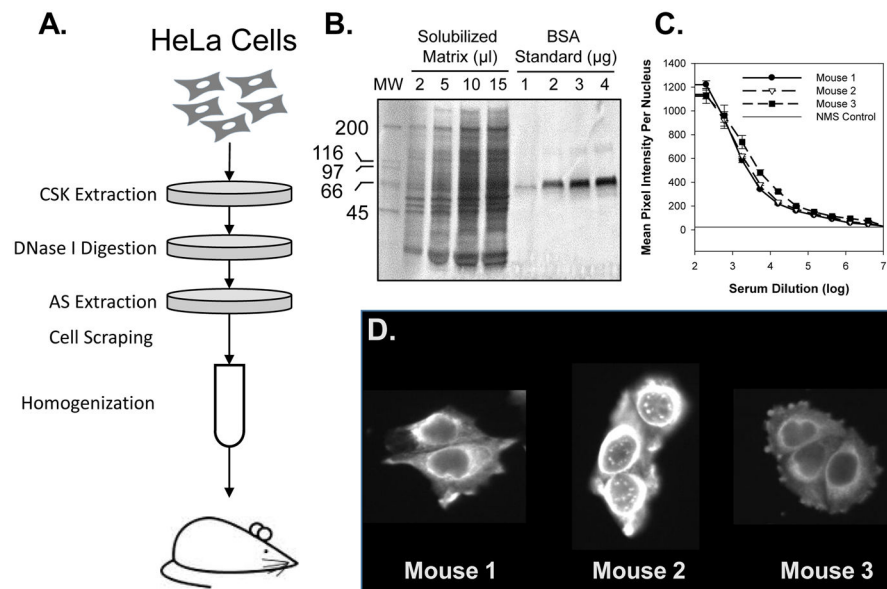 A.
HeLa Cells
CSK Extraction
DNase I Digestion
AS Extraction
Cell Scraping
Homogenization
B.
Solubilized BSA
Matrix (µl) Standard (µg)
MW 2 5 10 15 1 2 3 4
200
116
97
66
45
C.
Mean Pixel Intensity Per Nucleus
1400
1200
1000
800
600
400
200
0
Mouse 1
Mouse 2
Mouse 3
NMS Control
2 3 4 5 6 7
Serum Dilution (log)
D.
Mouse 1 Mouse 2 Mouse 3